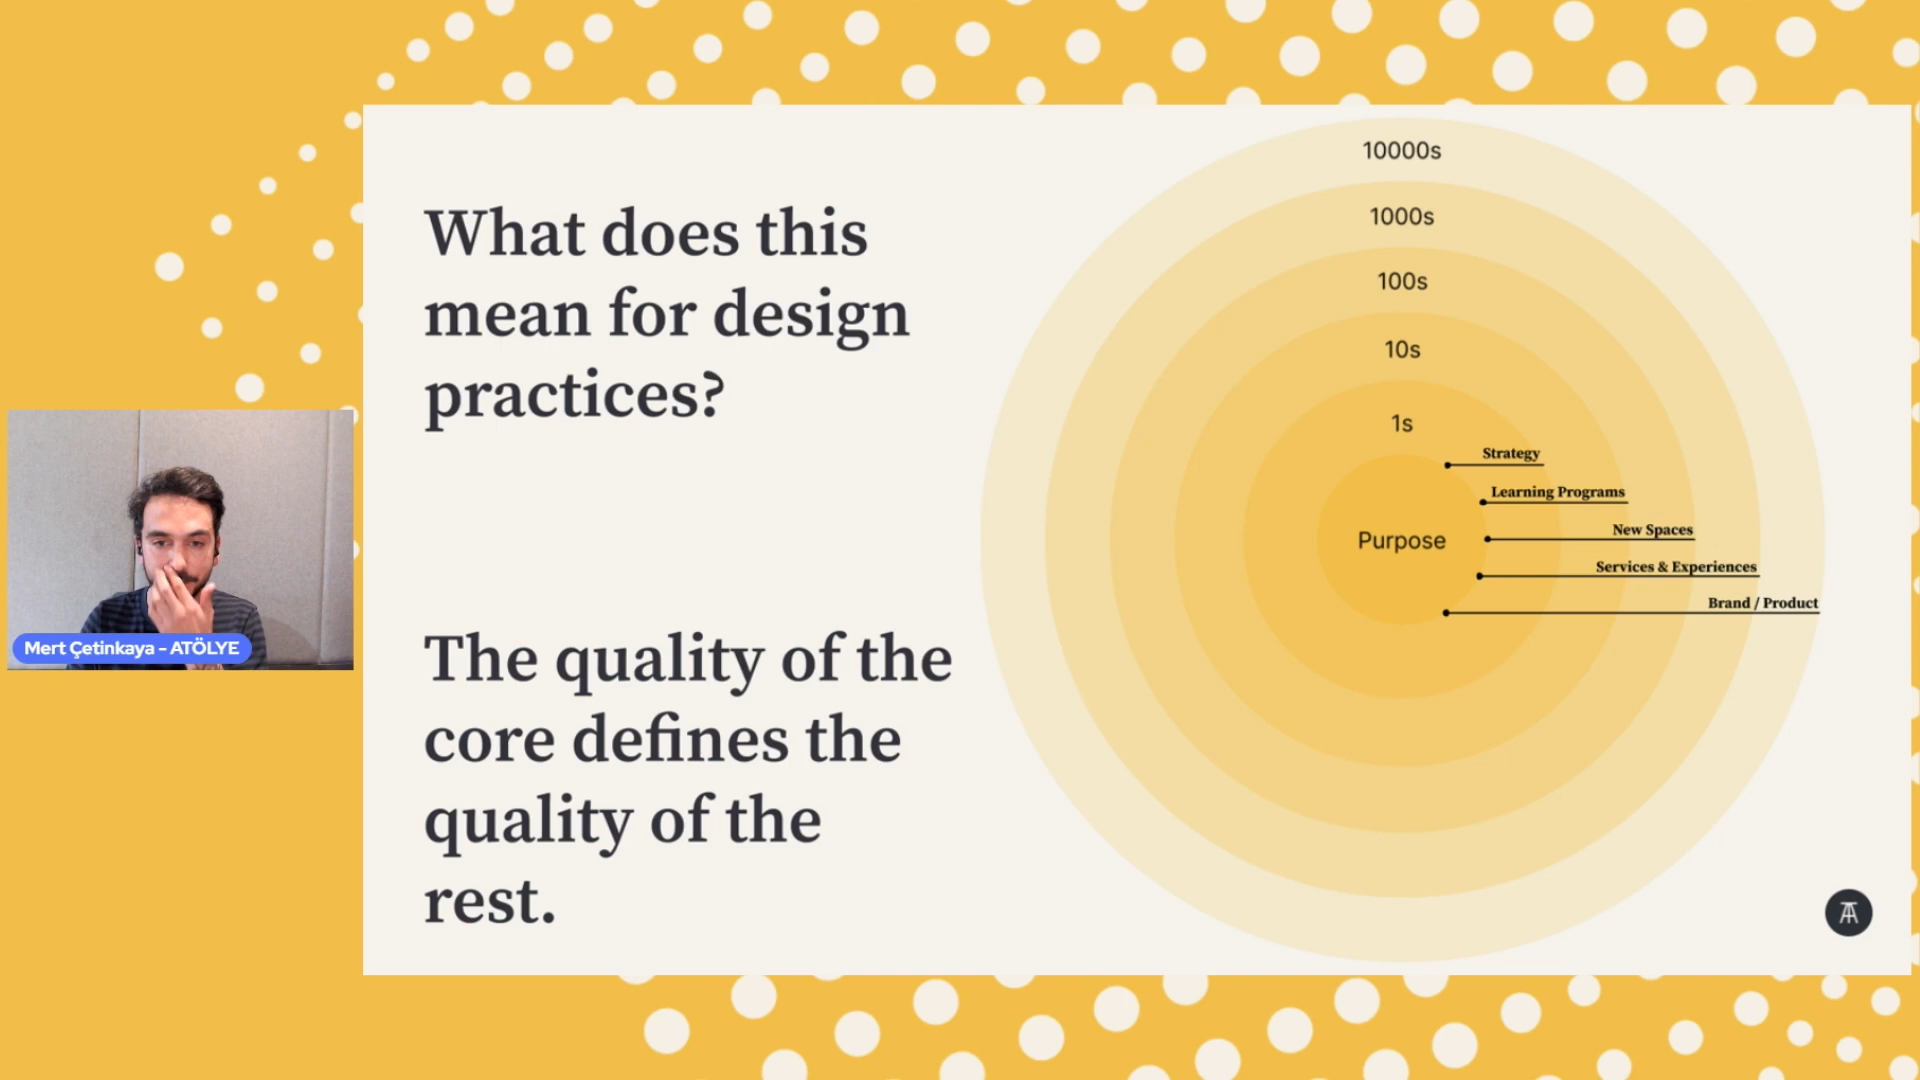 What does this
mean for design
practices?
The quality of the
core defines the
quality of the
rest.
10000s
1000s
100s
10s
1s
Purpose
Strategy
Learning Programs
New Spaces
Services & Experiences
Brand / Product
Mert Çetinkaya – ATÖLYE